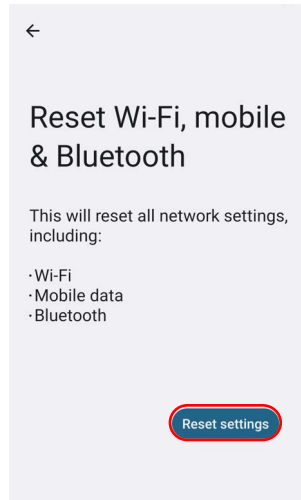 Reset Wi-Fi, mobile
& Bluetooth
This will reset all network settings,
including:
·Wi-Fi
·Mobile data
·Bluetooth
Reset settings